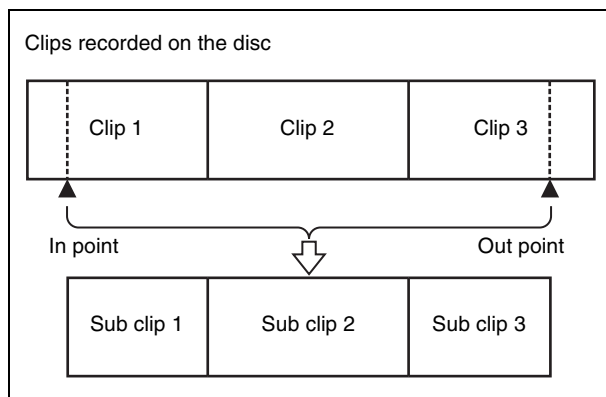 Clips recorded on the disc
Clip 1 Clip 2 Clip 3
In point Out point
Sub clip 1 Sub clip 2 Sub clip 3